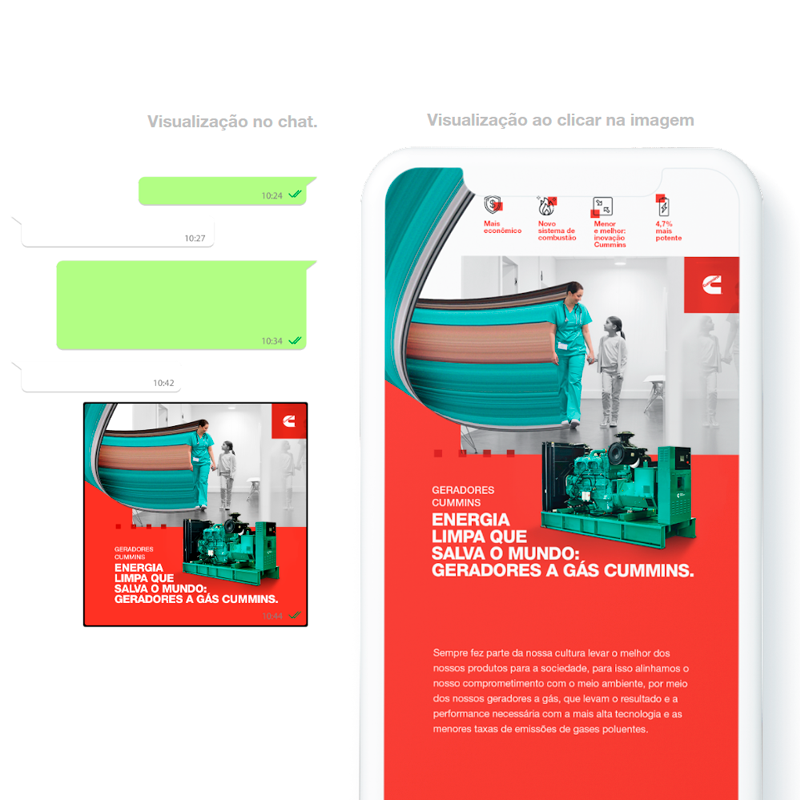 Visualização no chat.
Visualização ao clicar na imagem
10:24
10:27
10:34
10:42
GERADORES
CUMMINS
ENERGIA
LIMPA QUE
SALVA O MUNDO:
GERADORES A GÁS CUMMINS.
10:44
Mais
econômico
Novo
sistema de
combustão
Menor
e melhor:
inovação
Cummins
4,7%
mais
potente
GERADORES
CUMMINS
ENERGIA
LIMPA QUE
SALVA O MUNDO:
GERADORES A GÁS CUMMINS.
Sempre fez parte da nossa cultura levar o melhor dos
nossos produtos para a sociedade, para isso alinhamos o
nosso comprometimento com o meio ambiente, por meio
dos nossos geradores a gás, que levam o resultado e a
performance necessária com a mais alta tecnologia e as
menores taxas de emissões de gases poluentes.